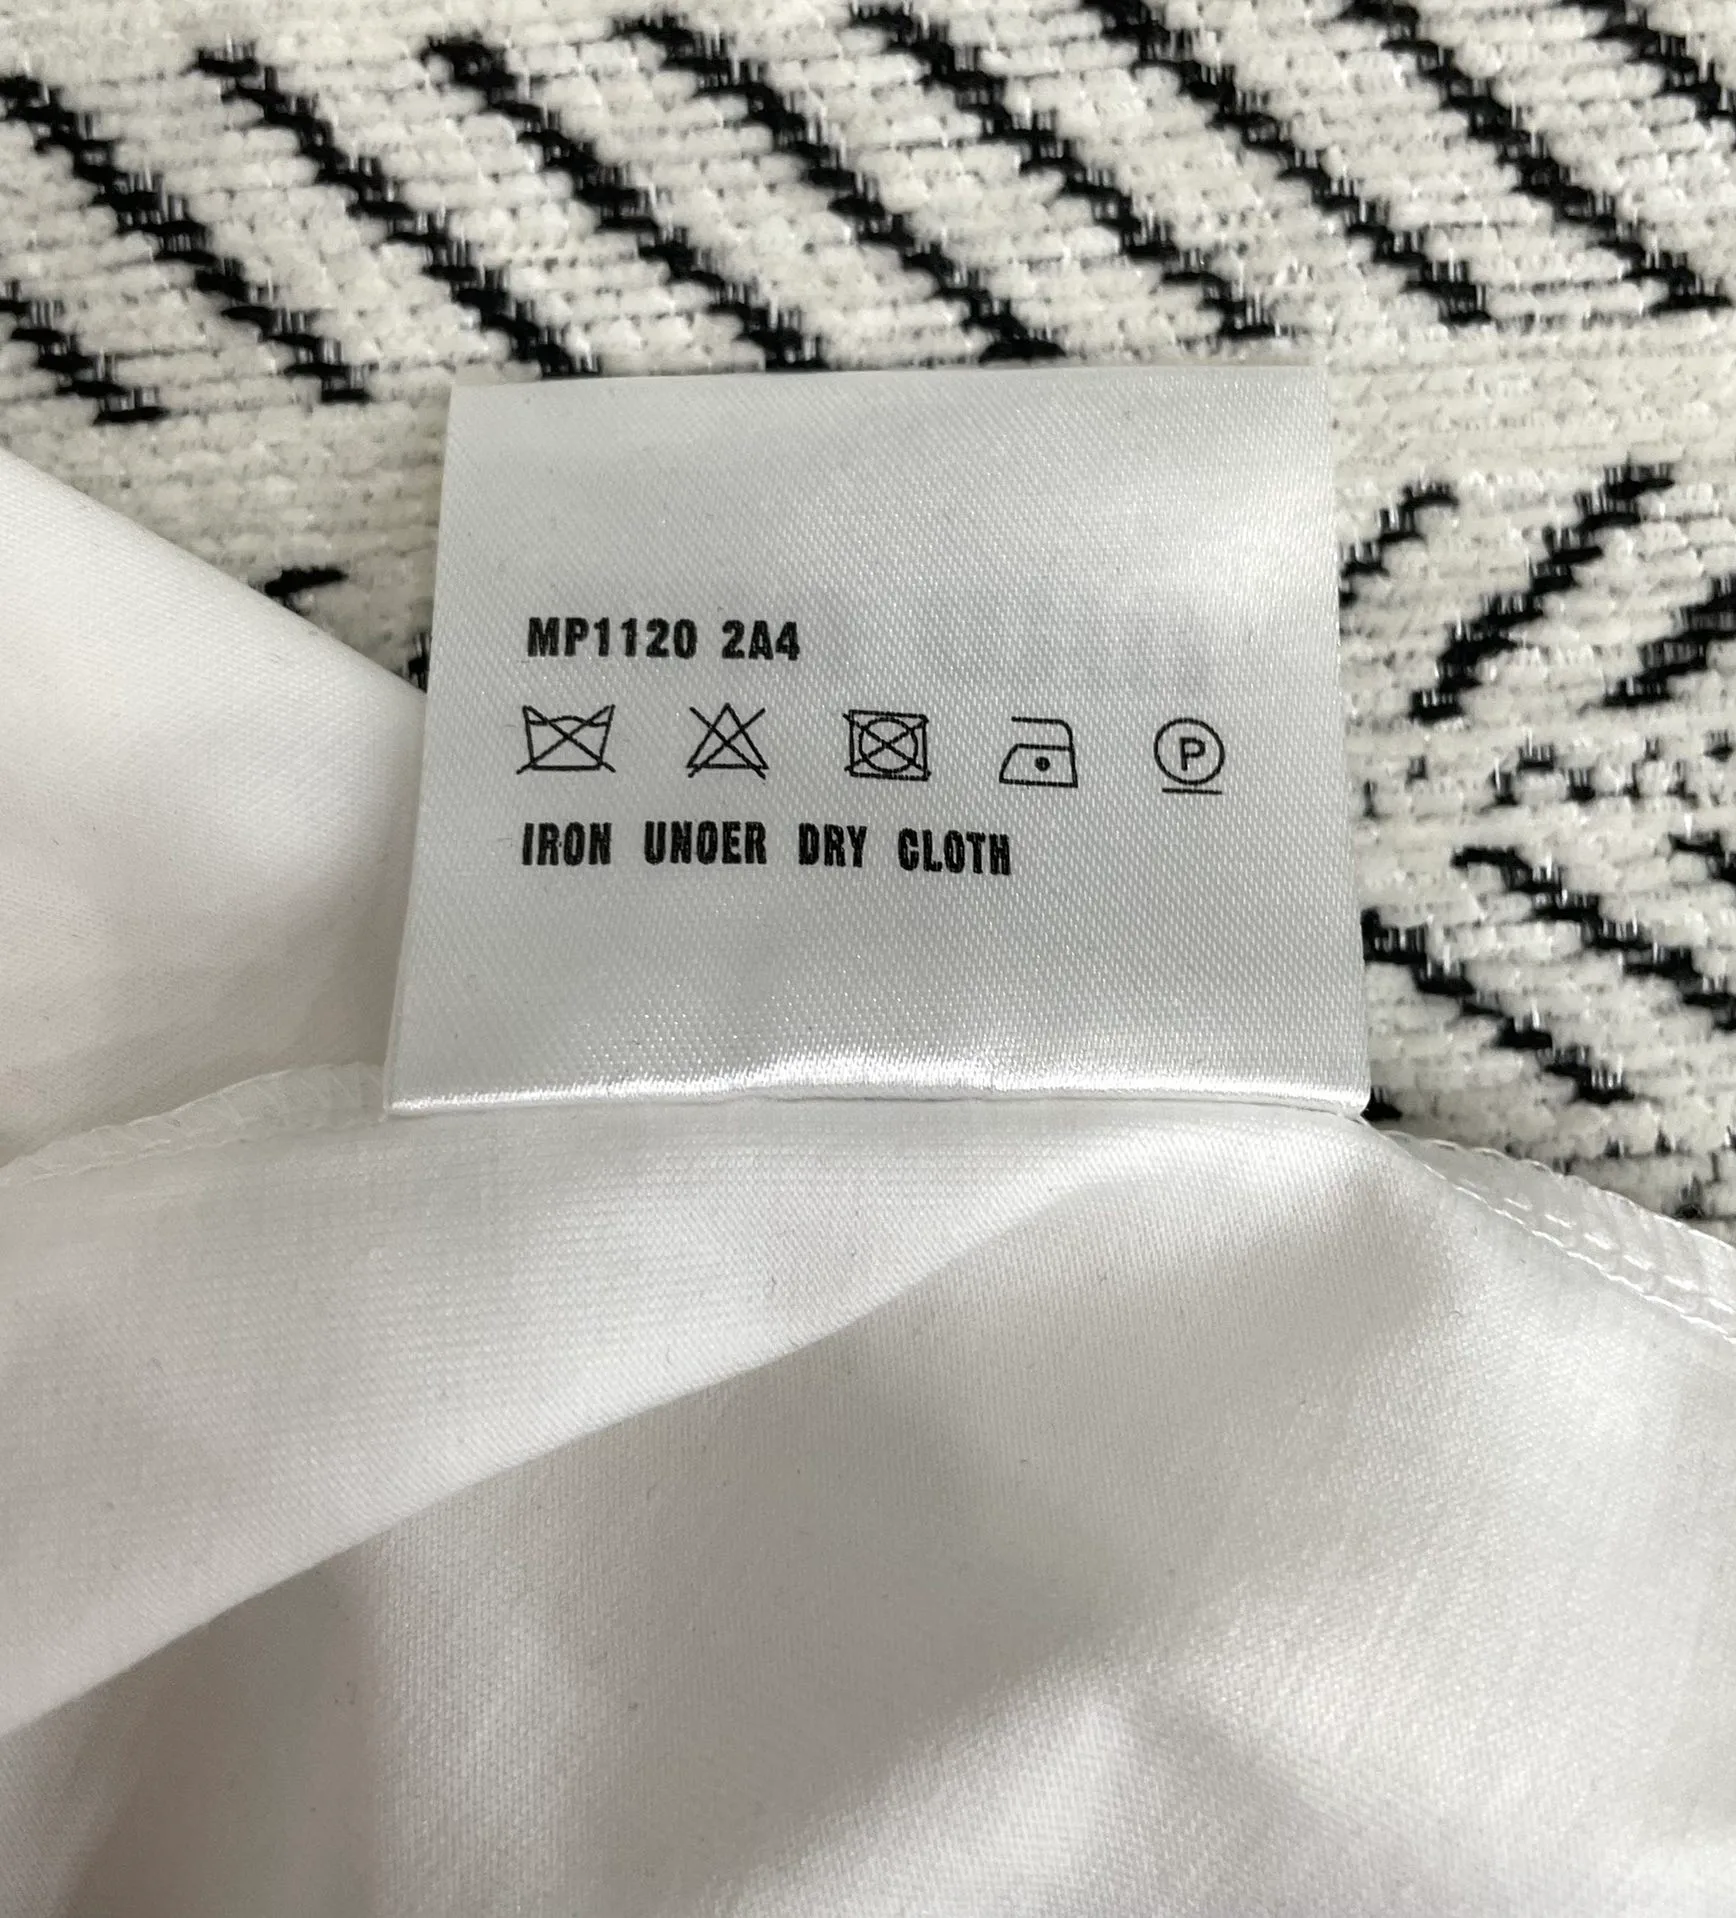 MP1120 2A4
P
IRON UNOER DRY CLOTH